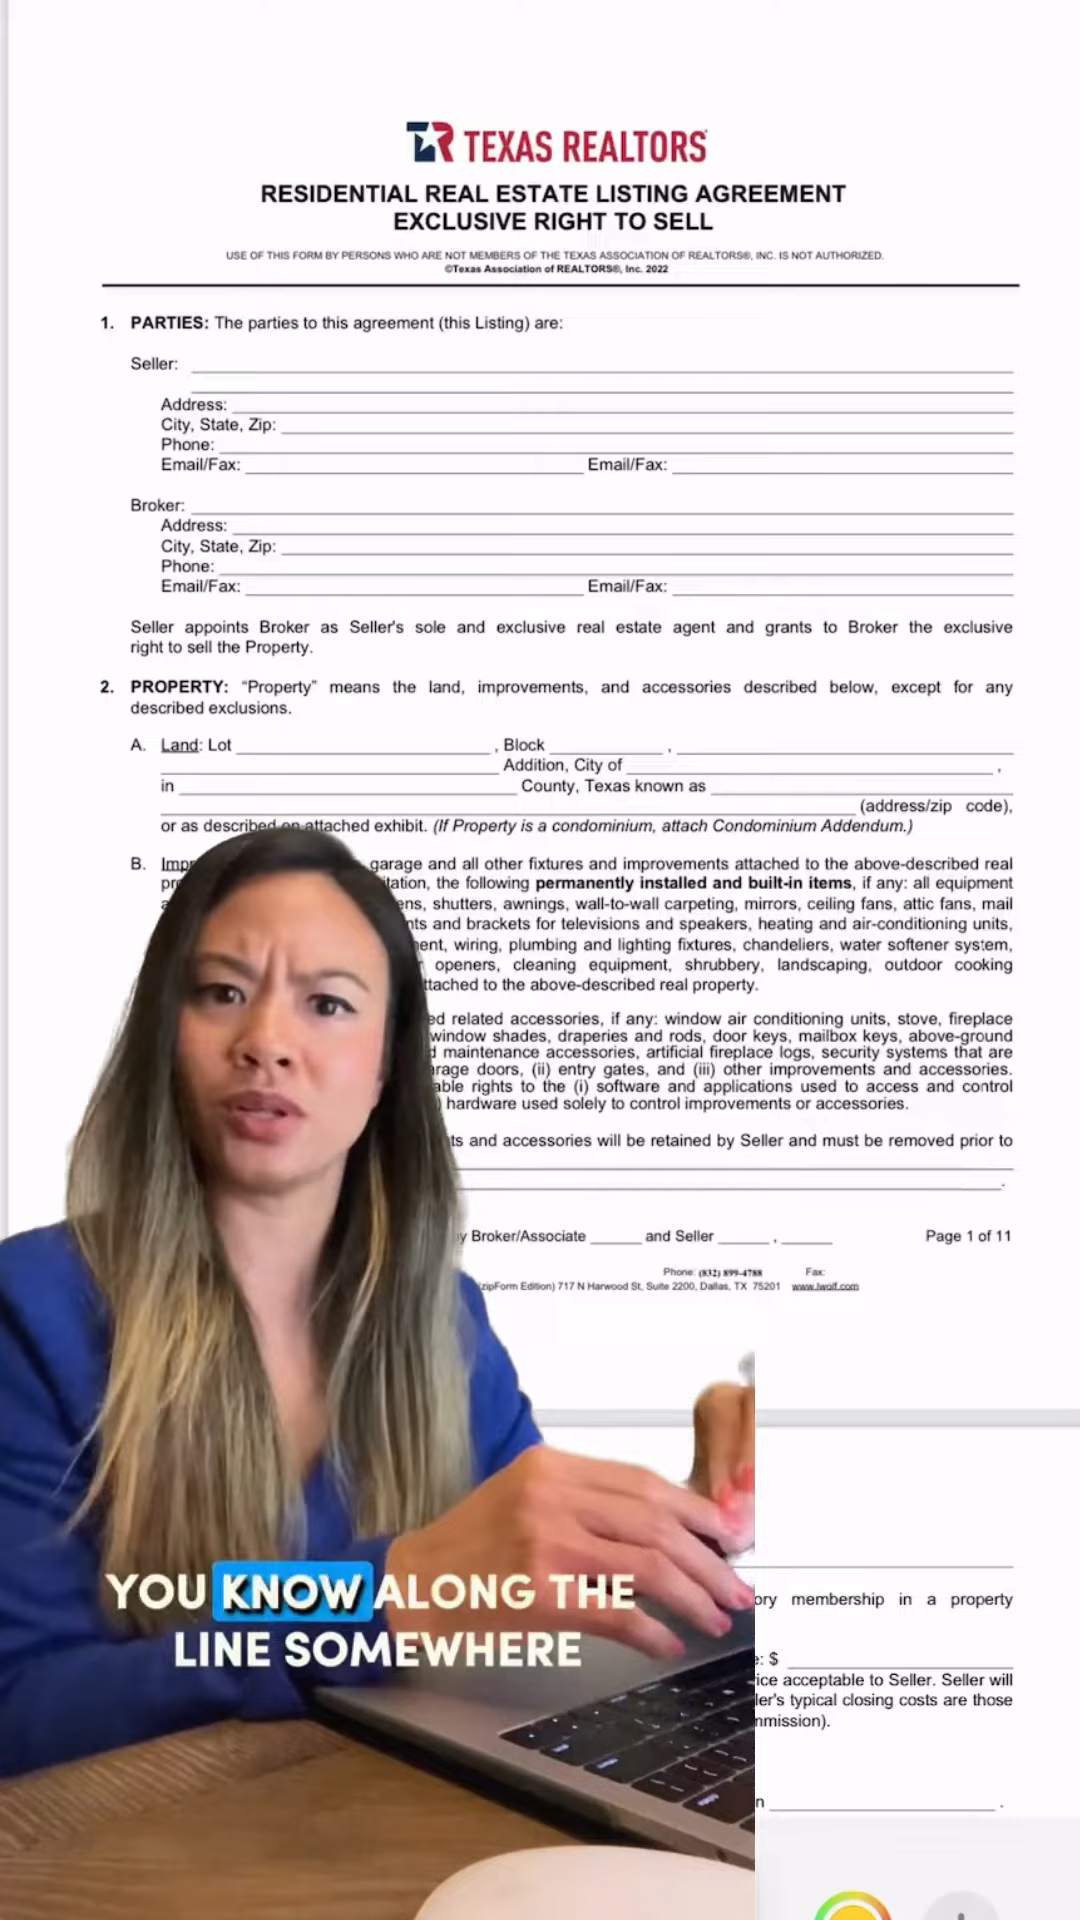 TEXAS REALTORS
RESIDENTIAL REAL ESTATE LISTING AGREEMENT
EXCLUSIVE RIGHT TO SELL
USE OF THIS FORM BY PERSONS WHO ARE NOT MEMBERS OF THE TEXAS ASSOCIATION OF REALTORS®, INC. IS NOT AUTHORIZED.
©Texas Association of REALTORS®, Inc. 2022
1. PARTIES: The parties to this agreement (this Listing) are:
Seller:
Address:
City, State, Zip:
Phone:
Email/Fax: Email/Fax:
Broker:
Address:
City, State, Zip:
Phone:
Email/Fax: Email/Fax:
Seller appoints Broker as Seller's sole and exclusive real estate agent and grants to Broker the exclusive
right to sell the Property.
2. PROPERTY: “Property” means the land, improvements, and accessories described below, except for any
described exclusions.
A. Land: Lot , Block ,
Addition, City of ,
in County, Texas known as
(address/zip code),
or as described on attached exhibit. (If Property is a condominium, attach Condominium Addendum.)
B. garage and all other fixtures and improvements attached to the above-described real
the following permanently installed and built-in items, if any: all equipment
shutters, awnings, wall-to-wall carpeting, mirrors, ceiling fans, attic fans, mail
and brackets for televisions and speakers, heating and air-conditioning units,
wiring, plumbing and lighting fixtures, chandeliers, water softener system,
openers, cleaning equipment, shrubbery, landscaping, outdoor cooking
to the above-described real property.
related accessories, if any: window air conditioning units, stove, fireplace
window shades, draperies and rods, door keys, mailbox keys, above-ground
maintenance accessories, artificial fireplace logs, security systems that are
doors, (ii) entry gates, and (iii) other improvements and accessories.
rights to the (i) software and applications used to access and control
hardware used solely to control improvements or accessories.
and accessories will be retained by Seller and must be removed prior to
.
Broker/Associate and Seller , Page 1 of 11
Phone: (832) 899-4788 Fax:
(zipForm Edition) 717 N Harwood St, Suite 2200, Dallas, TX 75201 www.lwolf.com
YOU KNOW ALONG THE
LINE SOMEWHERE
membership in a property
$
acceptable to Seller. Seller will
typical closing costs are those
.